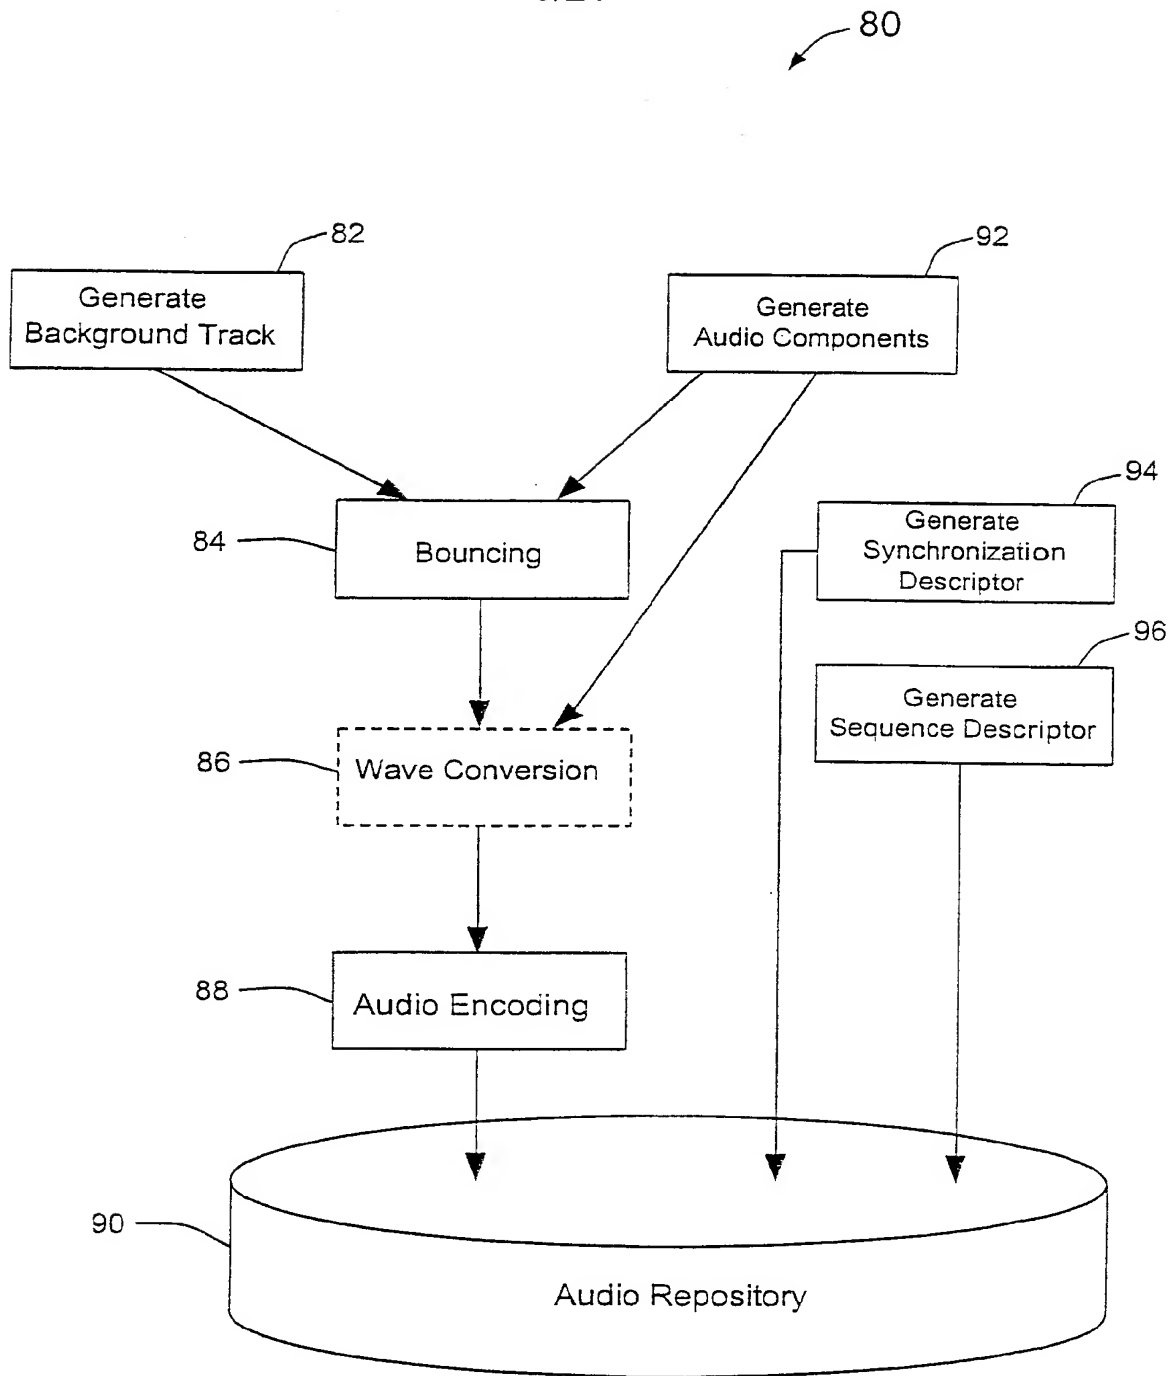 80
82
Generate
Background Track
92
Generate
Audio Components
94
Generate
Synchronization
Descriptor
84
Bouncing
96
Generate
Sequence Descriptor
86
Wave Conversion
88
Audio Encoding
90
Audio Repository